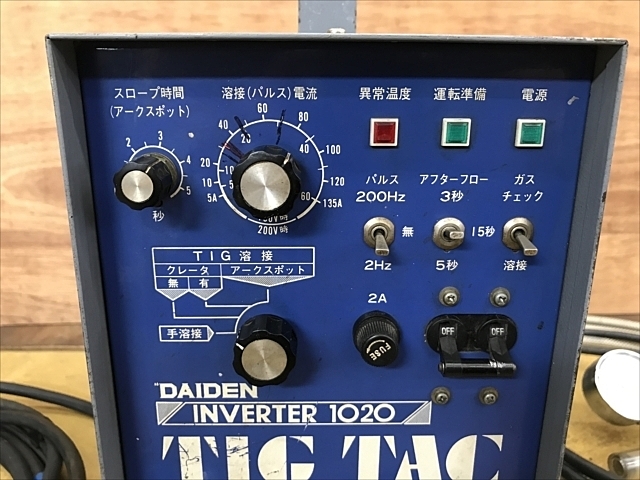 スロープ時間
(アークスポット)
溶接(パルス)電流
異常温度
運転準備
電源
2
3
4
5
秒
5A
10
20
40
60
80
100
120
135A
5
10
20
40
60
200V時
パルス
200Hz
無
2Hz
アフターフロー
3秒
15秒
5秒
ガス
チェック
溶接
TIG溶接
クレータ
アークスポット
無
有
手溶接
2A
FUSE
OFF
OFF
DAIDEN
INVERTER 1020
TIG TAC